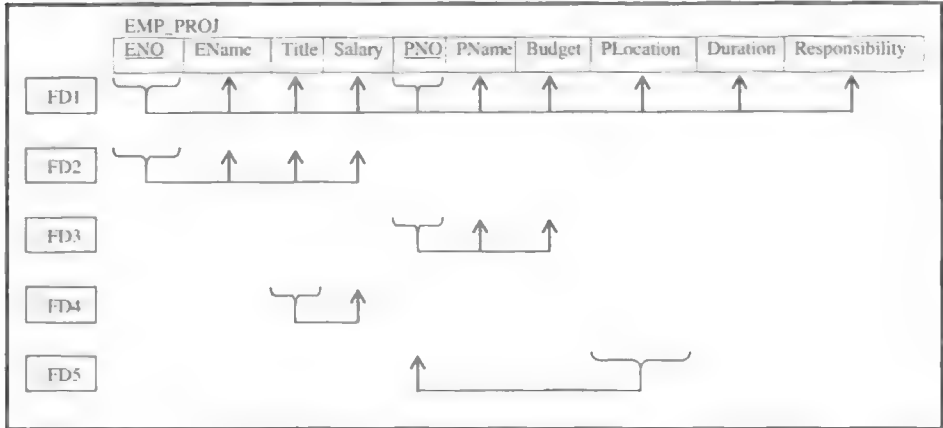 EMP_PROJ
ENO EName Title Salary PNO PName Budget PLocation Duration Responsibility
FD1
FD2
FD3
FD4
FD5